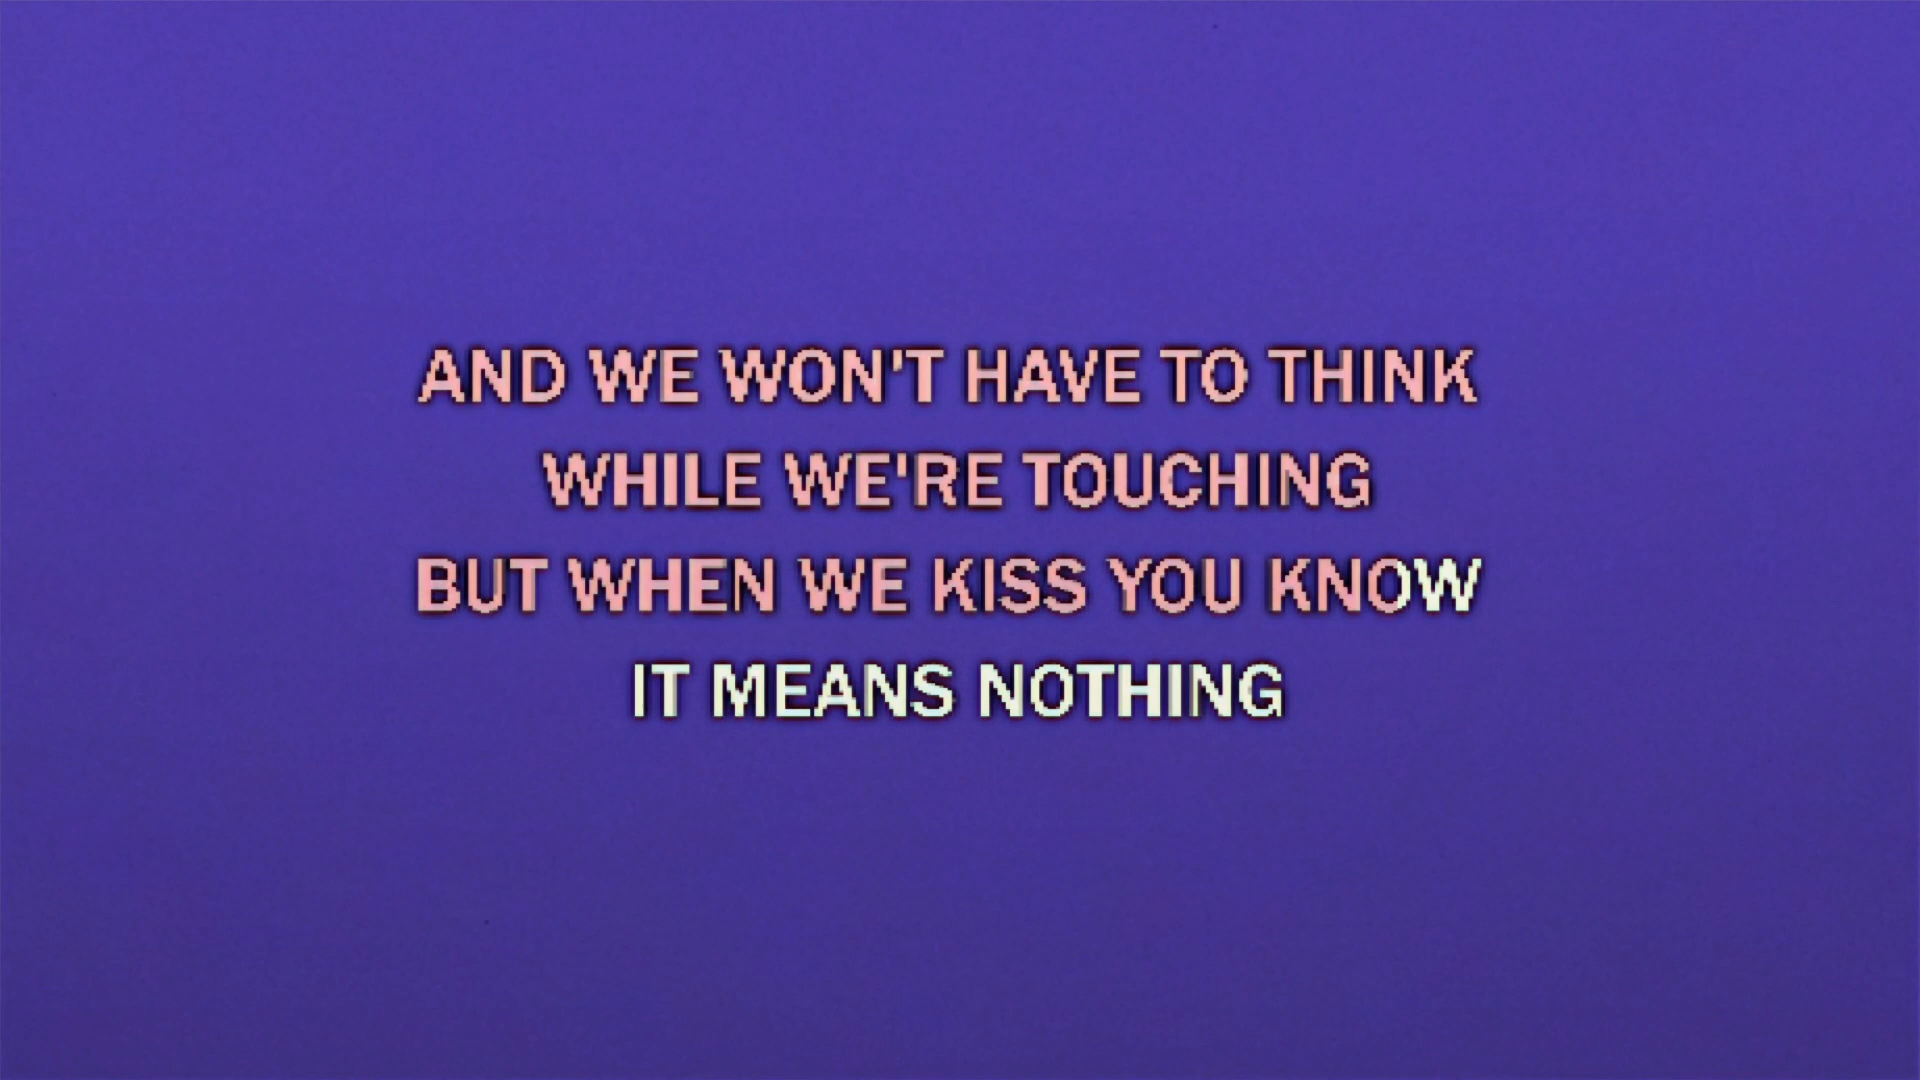 AND WE WON'T HAVE TO THINK
WHILE WE'RE TOUCHING
BUT WHEN WE KISS YOU KNOW
IT MEANS NOTHING